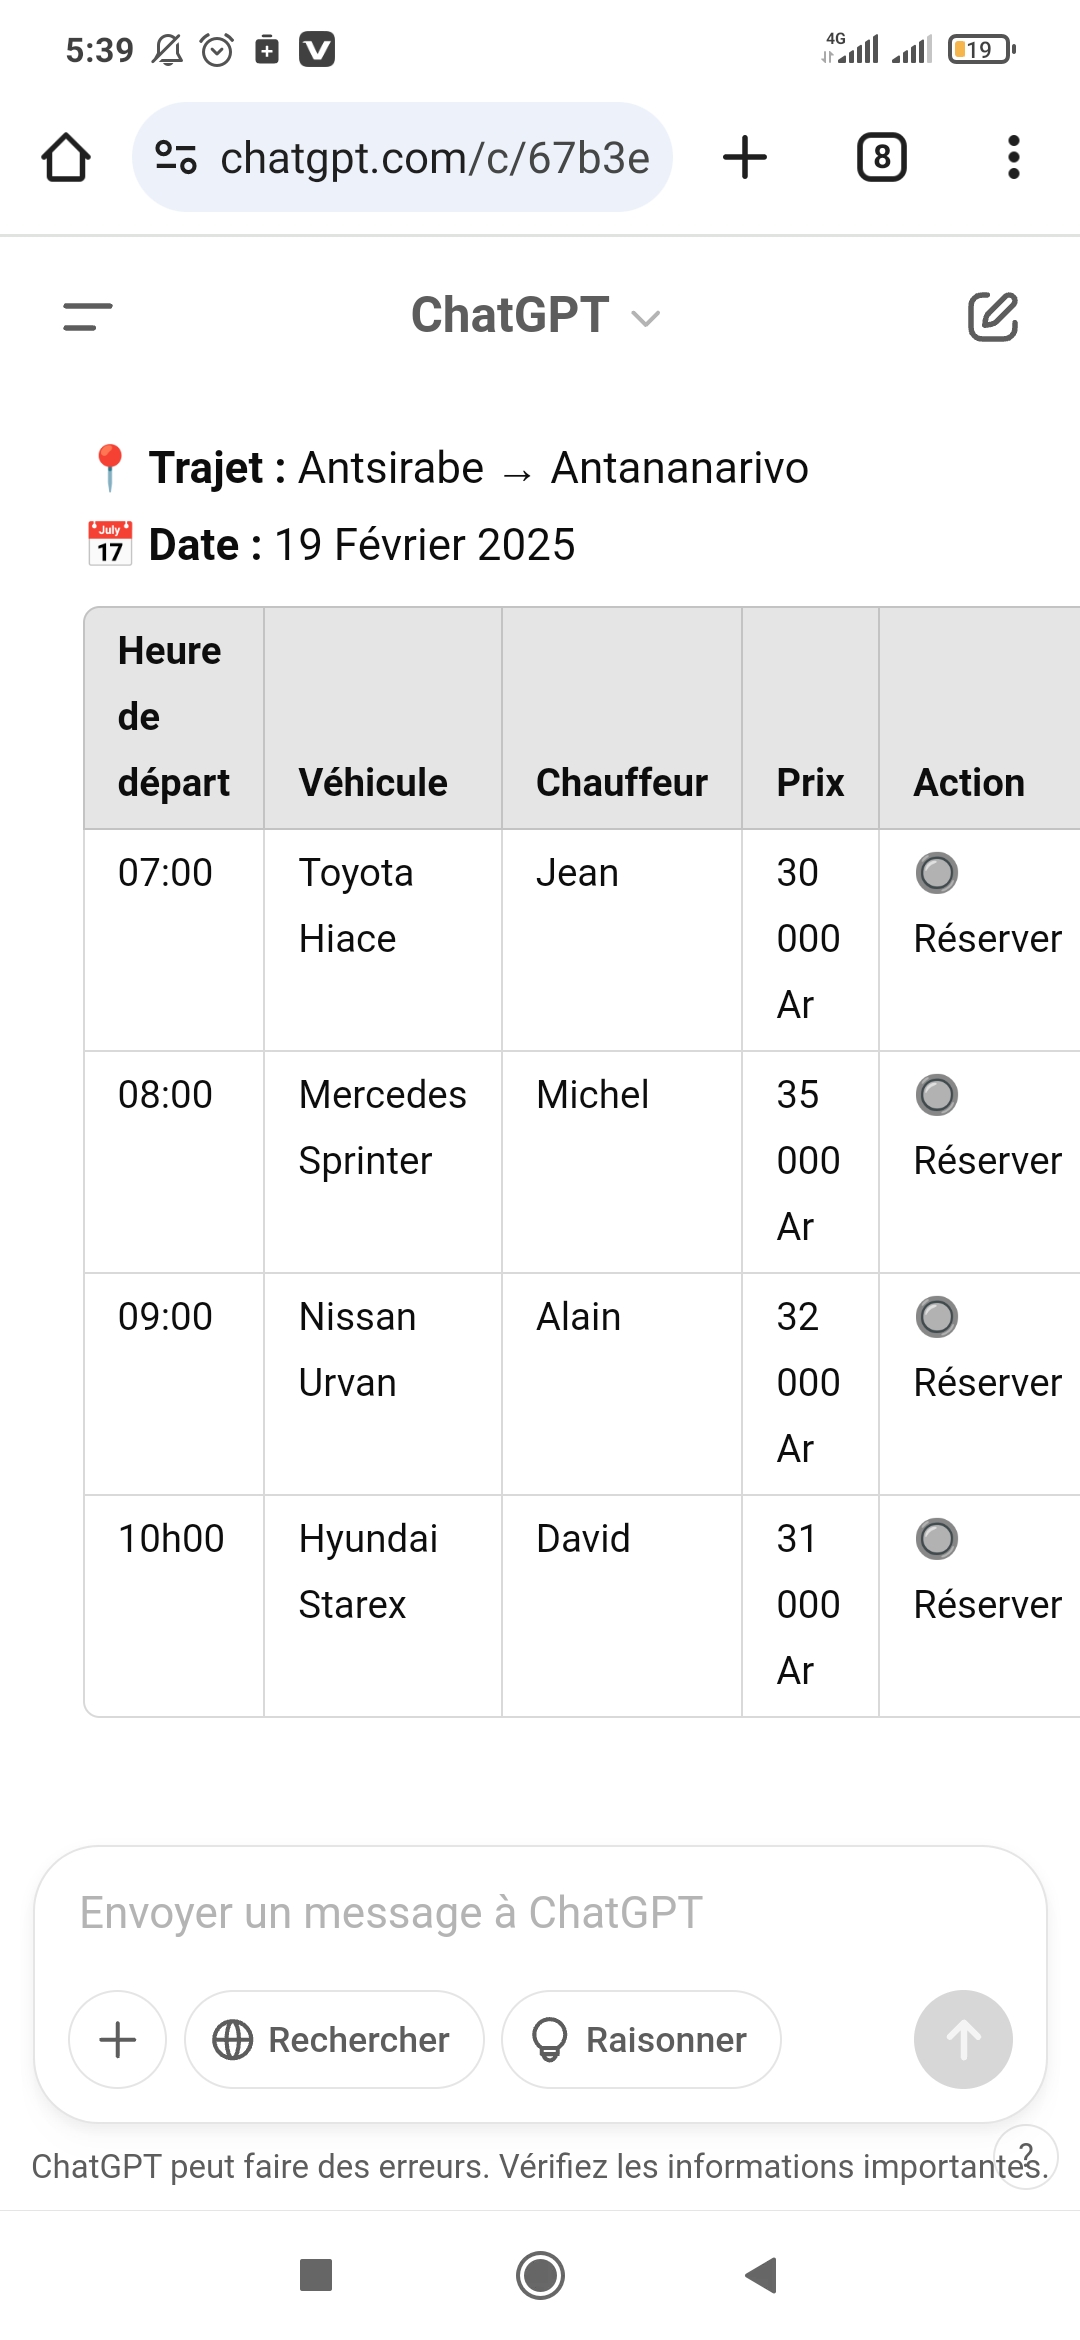 5:39
4G
19
chatgpt.com/c/67b3e
8
ChatGPT
📍 Trajet : Antsirabe → Antananarivo
📅 Date : 19 Février 2025
Heure de départ | Véhicule | Chauffeur | Prix | Action
07:00 | Toyota Hiace | Jean | 30 000 Ar | 🔘 Réserver
08:00 | Mercedes Sprinter | Michel | 35 000 Ar | 🔘 Réserver
09:00 | Nissan Urvan | Alain | 32 000 Ar | 🔘 Réserver
10h00 | Hyundai Starex | David | 31 000 Ar | 🔘 Réserver
Envoyer un message à ChatGPT
Rechercher
Raisonner
ChatGPT peut faire des erreurs. Vérifiez les informations importantes.
?